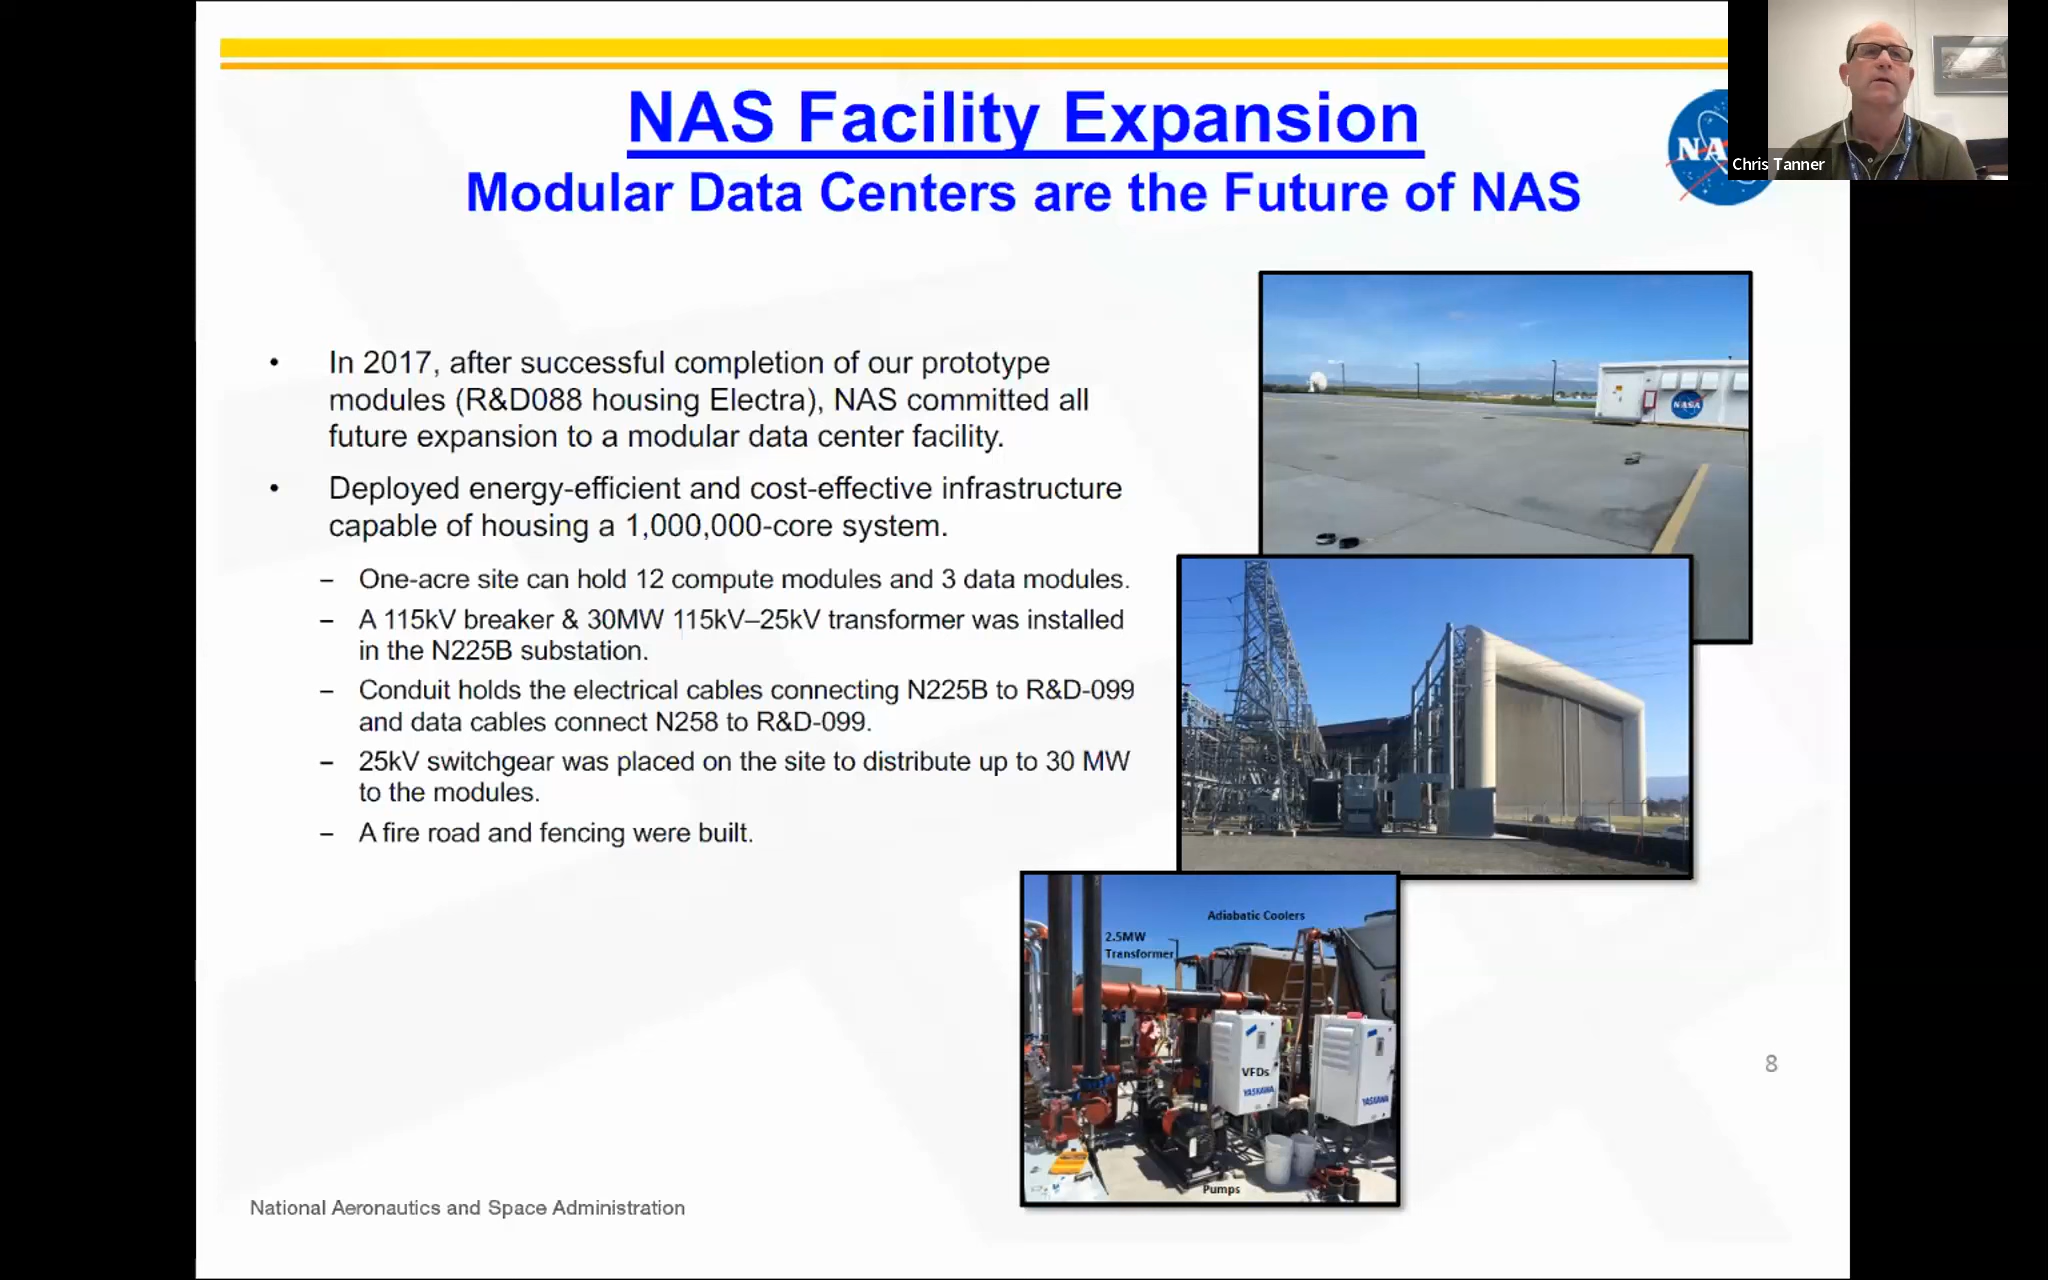 NAS Facility Expansion
Modular Data Centers are the Future of NAS
NASA
Chris Tanner
• In 2017, after successful completion of our prototype
modules (R&D088 housing Electra), NAS committed all
future expansion to a modular data center facility.
• Deployed energy-efficient and cost-effective infrastructure
capable of housing a 1,000,000-core system.
– One-acre site can hold 12 compute modules and 3 data modules.
– A 115kV breaker & 30MW 115kV–25kV transformer was installed
in the N225B substation.
– Conduit holds the electrical cables connecting N225B to R&D-099
and data cables connect N258 to R&D-099.
– 25kV switchgear was placed on the site to distribute up to 30 MW
to the modules.
– A fire road and fencing were built.
Adiabatic Coolers
2.5MW
Transformer
VFDs
YASKAWA
YASKAWA
Pumps
8
National Aeronautics and Space Administration